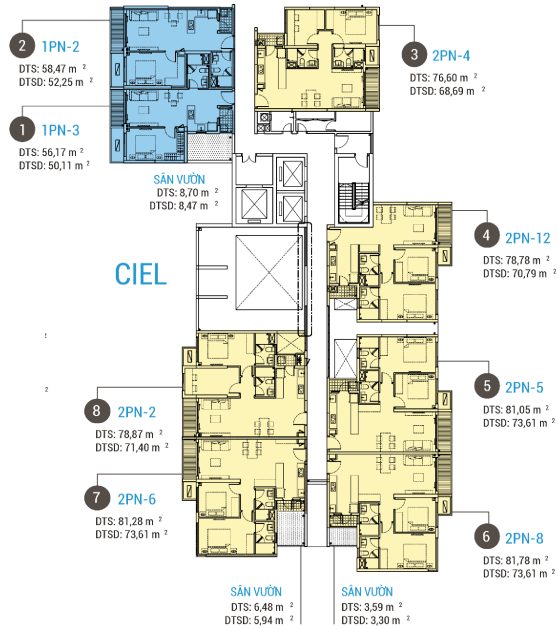 2 1PN-2
DTS: 58,47 m 2
DTSD: 52,25 m 2
3 2PN-4
DTS: 76,60 m 2
DTSD: 68,69 m 2
1 1PN-3
DTS: 56,17 m 2
DTSD: 50,11 m 2
SÂN VƯỜN
DTS: 8,70 m 2
DTSD: 8,47 m 2
4 2PN-12
DTS: 78,78 m 2
DTSD: 70,79 m 2
CIEL
5 2PN-5
DTS: 81,05 m 2
DTSD: 73,61 m 2
8 2PN-2
DTS: 78,87 m 2
DTSD: 71,40 m 2
7 2PN-6
DTS: 81,28 m 2
DTSD: 73,61 m 2
6 2PN-8
DTS: 81,78 m 2
DTSD: 73,61 m 2
SÂN VƯỜN
DTS: 6,48 m 2
DTSD: 5,94 m 2
SÂN VƯỜN
DTS: 3,59 m 2
DTSD: 3,30 m 2